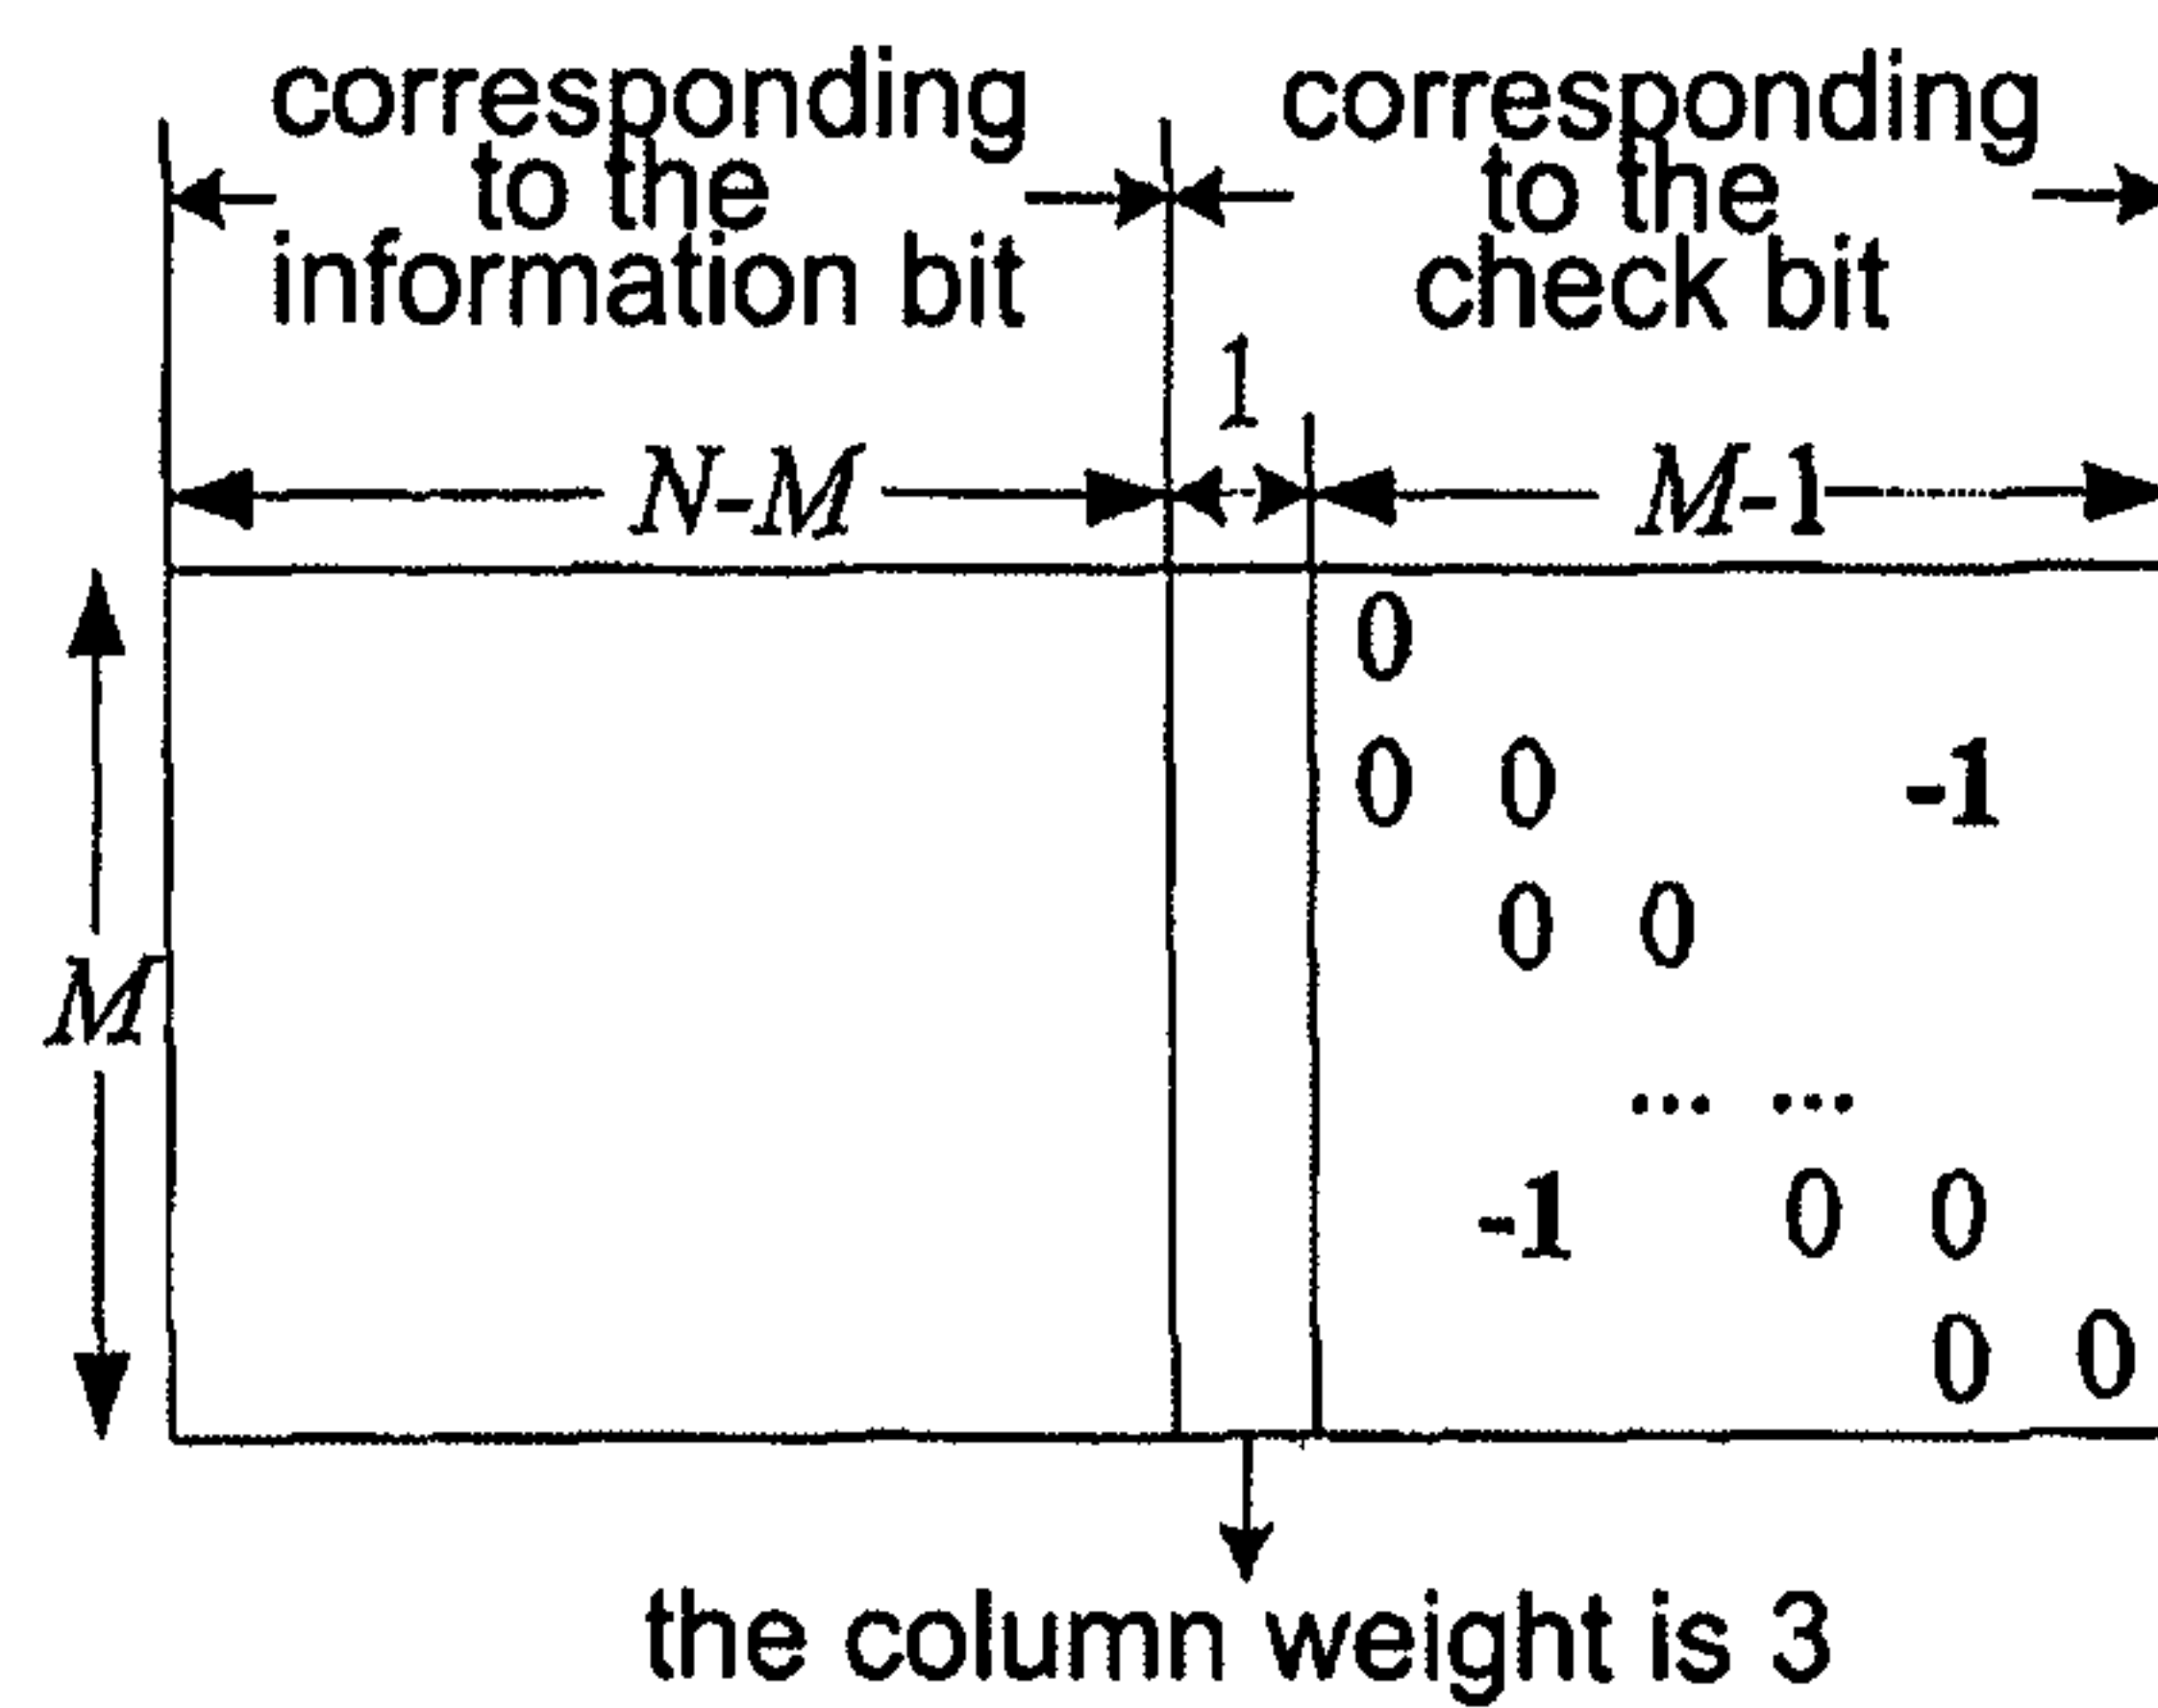 corresponding
to the
information bit
corresponding
to the
check bit
1
N-M
M-1
M
0
0 0 -1
0 0
... ...
-1 0 0
0 0
the column weight is 3